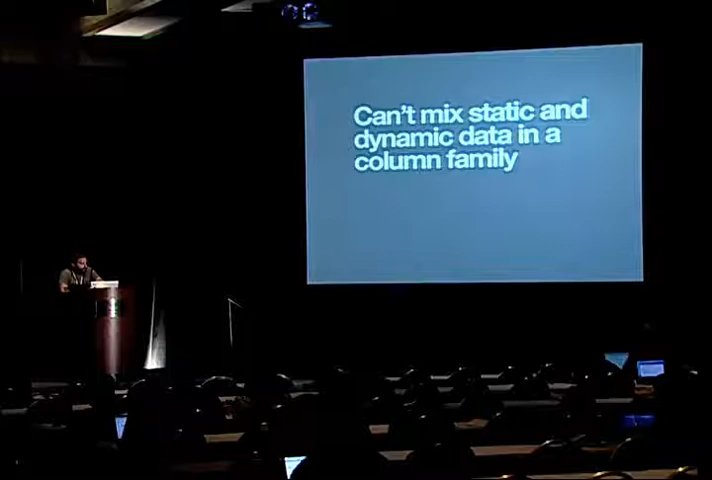 Can't mix static and
dynamic data in a
column family